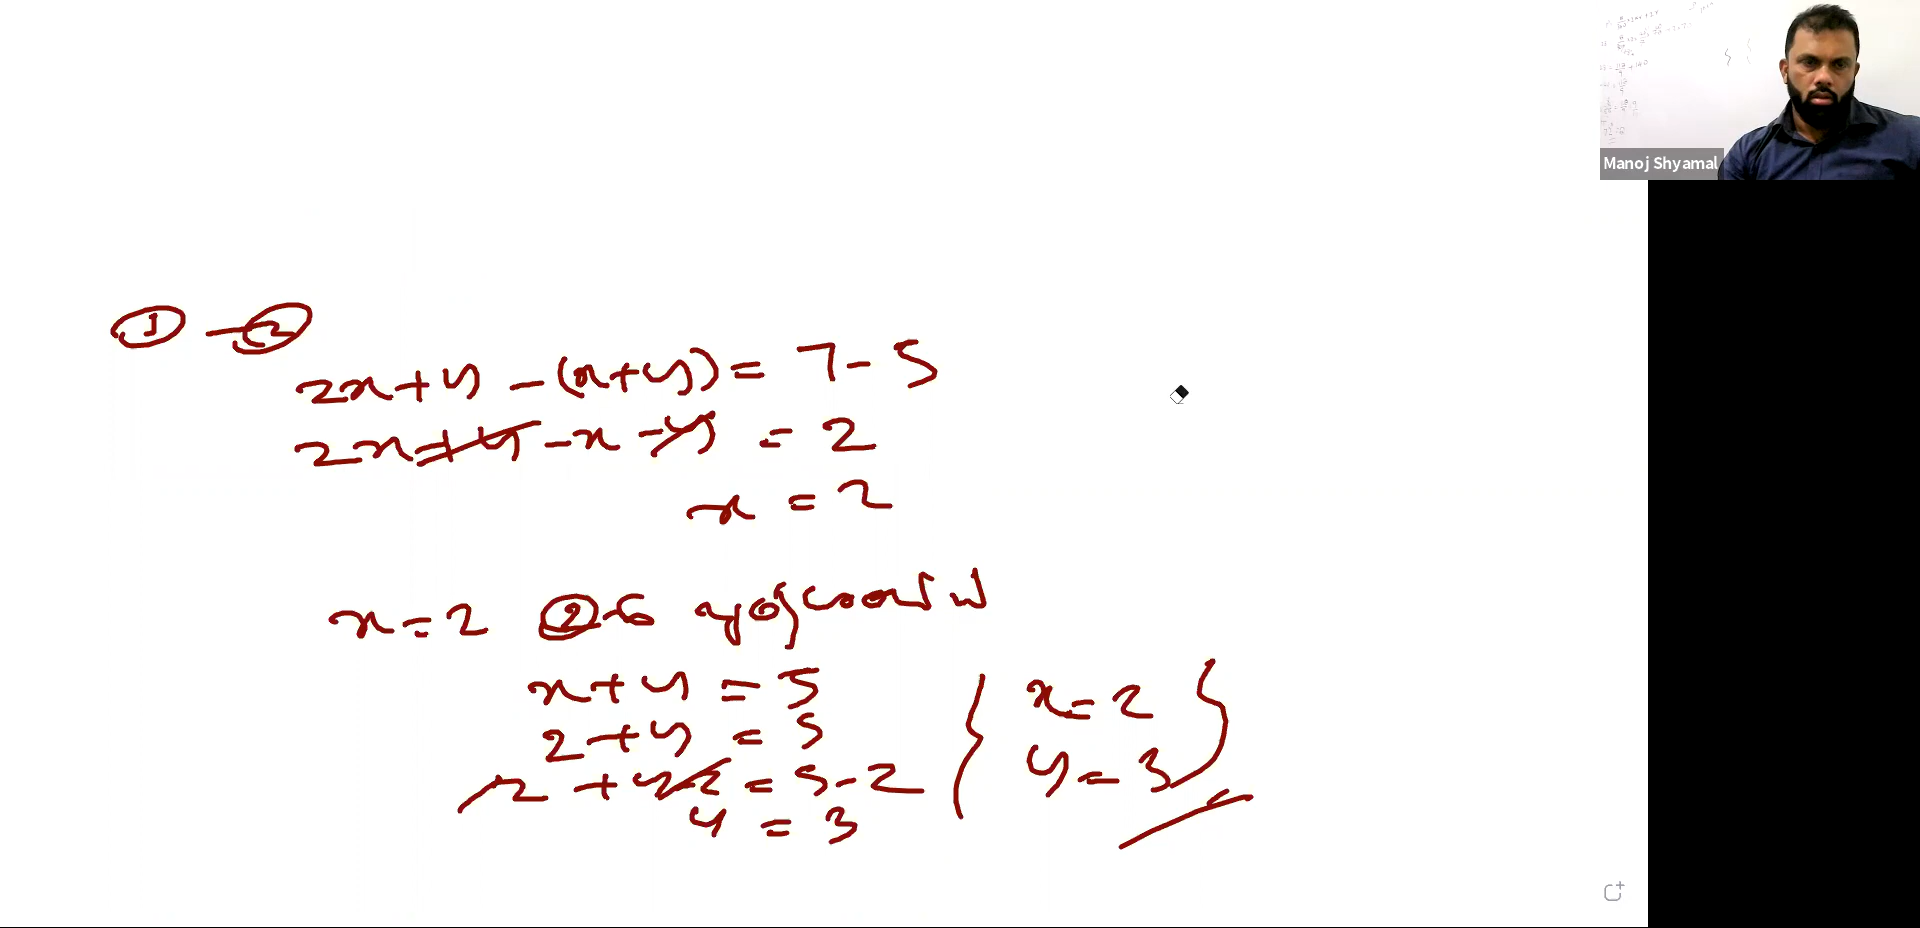 Manoj Shyamal
① - ②
2x + y - (x + y) = 7 - 5
2x + y - x - y = 2
x = 2
x = 2 ②
x + y = 5
2 + y = 5
2 + y - 2 = 5 - 2
y = 3
x = 2
y = 3